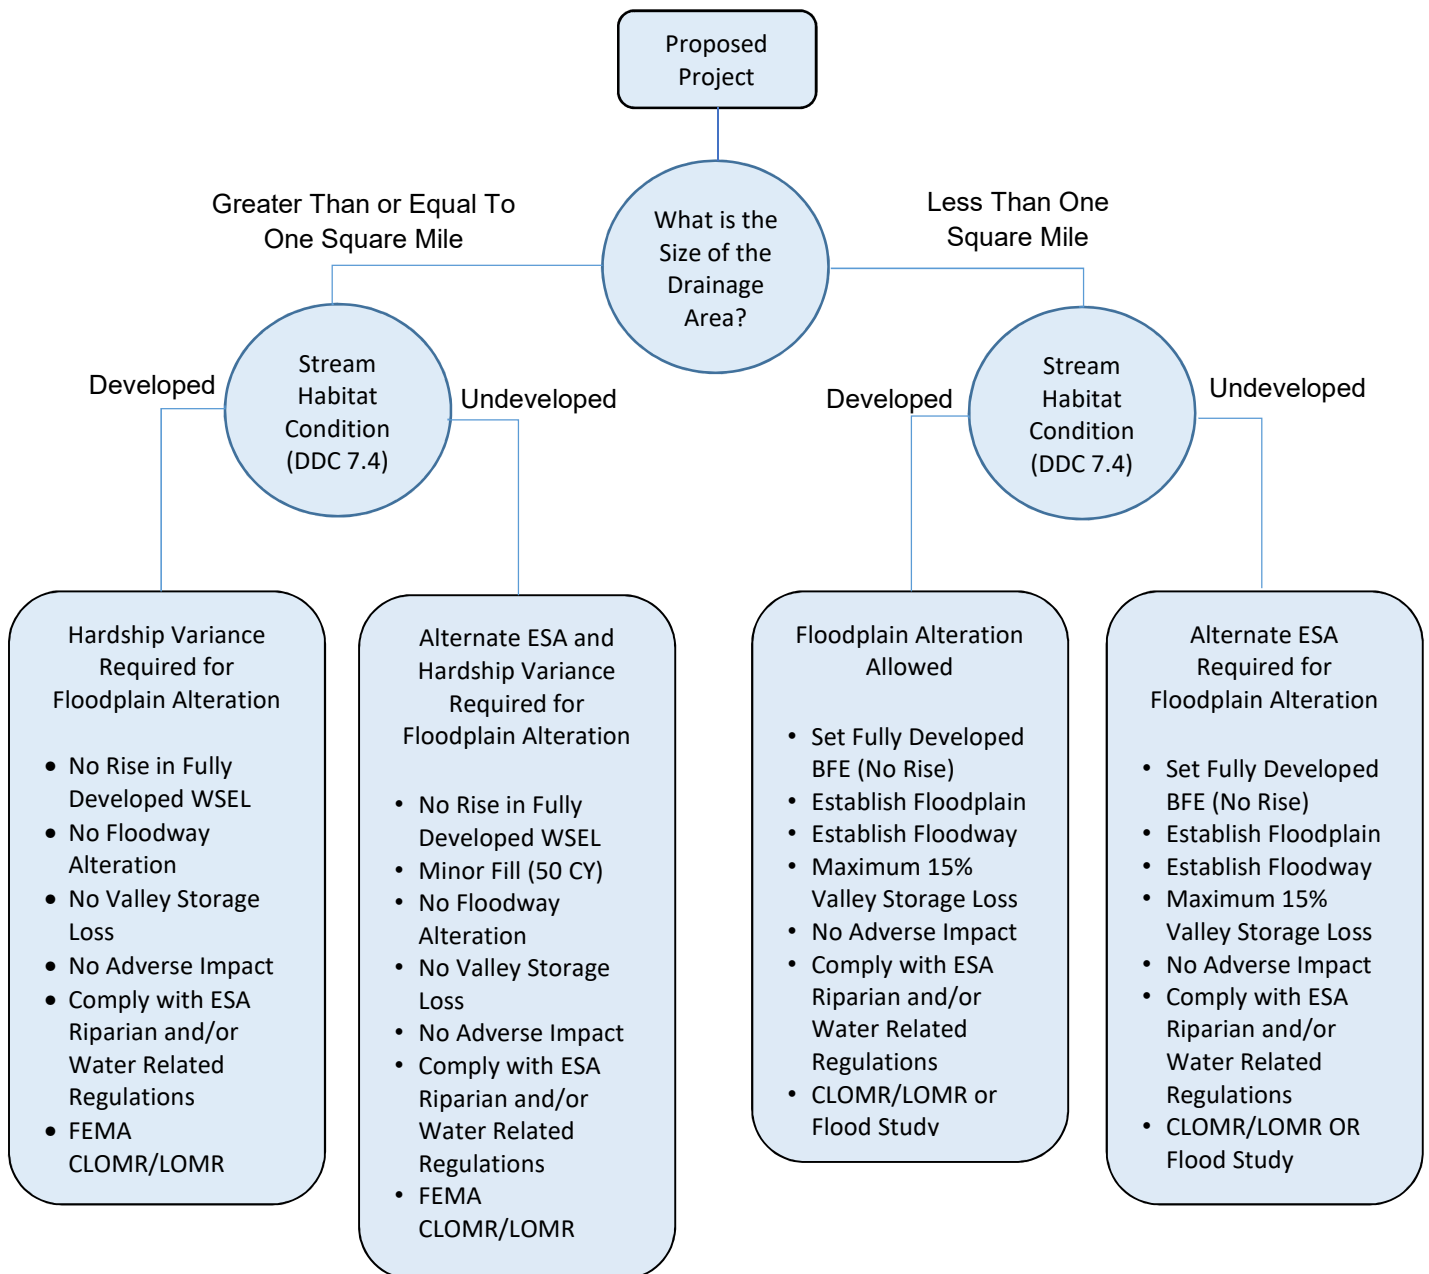 Proposed
Project
What is the
Size of the
Drainage
Area?
Greater Than or Equal To
One Square Mile
Less Than One
Square Mile
Stream
Habitat
Condition
(DDC 7.4)
Developed
Undeveloped
Stream
Habitat
Condition
(DDC 7.4)
Developed
Undeveloped
Hardship Variance
Required for
Floodplain Alteration
• No Rise in Fully
Developed WSEL
• No Floodway
Alteration
• No Valley Storage
Loss
• No Adverse Impact
• Comply with ESA
Riparian and/or
Water Related
Regulations
• FEMA
CLOMR/LOMR
Alternate ESA and
Hardship Variance
Required for
Floodplain Alteration
• No Rise in Fully
Developed WSEL
• Minor Fill (50 CY)
• No Floodway
Alteration
• No Valley Storage
Loss
• No Adverse Impact
• Comply with ESA
Riparian and/or
Water Related
Regulations
• FEMA
CLOMR/LOMR
Floodplain Alteration
Allowed
• Set Fully Developed
BFE (No Rise)
• Establish Floodplain
• Establish Floodway
• Maximum 15%
Valley Storage Loss
• No Adverse Impact
• Comply with ESA
Riparian and/or
Water Related
Regulations
• CLOMR/LOMR or
Flood Study
Alternate ESA
Required for
Floodplain Alteration
• Set Fully Developed
BFE (No Rise)
• Establish Floodplain
• Establish Floodway
• Maximum 15%
Valley Storage Loss
• No Adverse Impact
• Comply with ESA
Riparian and/or
Water Related
Regulations
• CLOMR/LOMR OR
Flood Study